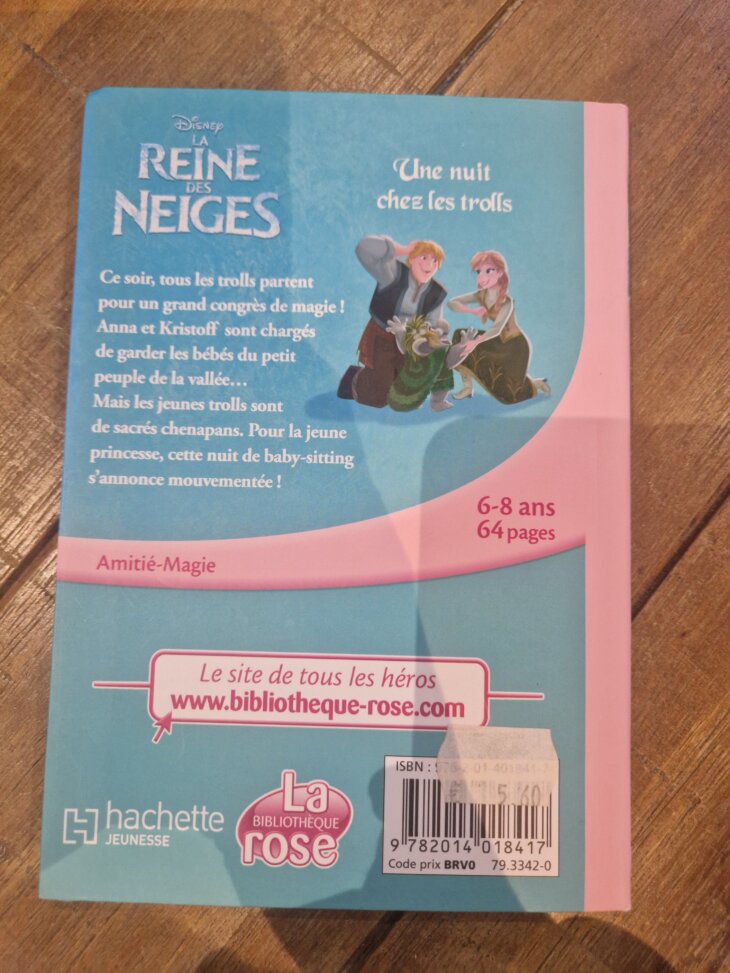 Disney
LA
REINE
DES
NEIGES
Une nuit
chez les trolls
Ce soir, tous les trolls partent
pour un grand congrès de magie !
Anna et Kristoff sont chargés
de garder les bébés du petit
peuple de la vallée...
Mais les jeunes trolls sont
de sacrés chenapans. Pour la jeune
princesse, cette nuit de baby-sitting
s'annonce mouvementée !
6-8 ans
64 pages
Amitié-Magie
Le site de tous les héros
www.bibliotheque-rose.com
hachette
JEUNESSE
La
BIBLIOTHÈQUE
rose
ISBN :
5.60
9 782014 018417
Code prix BRV0 79.3342-0